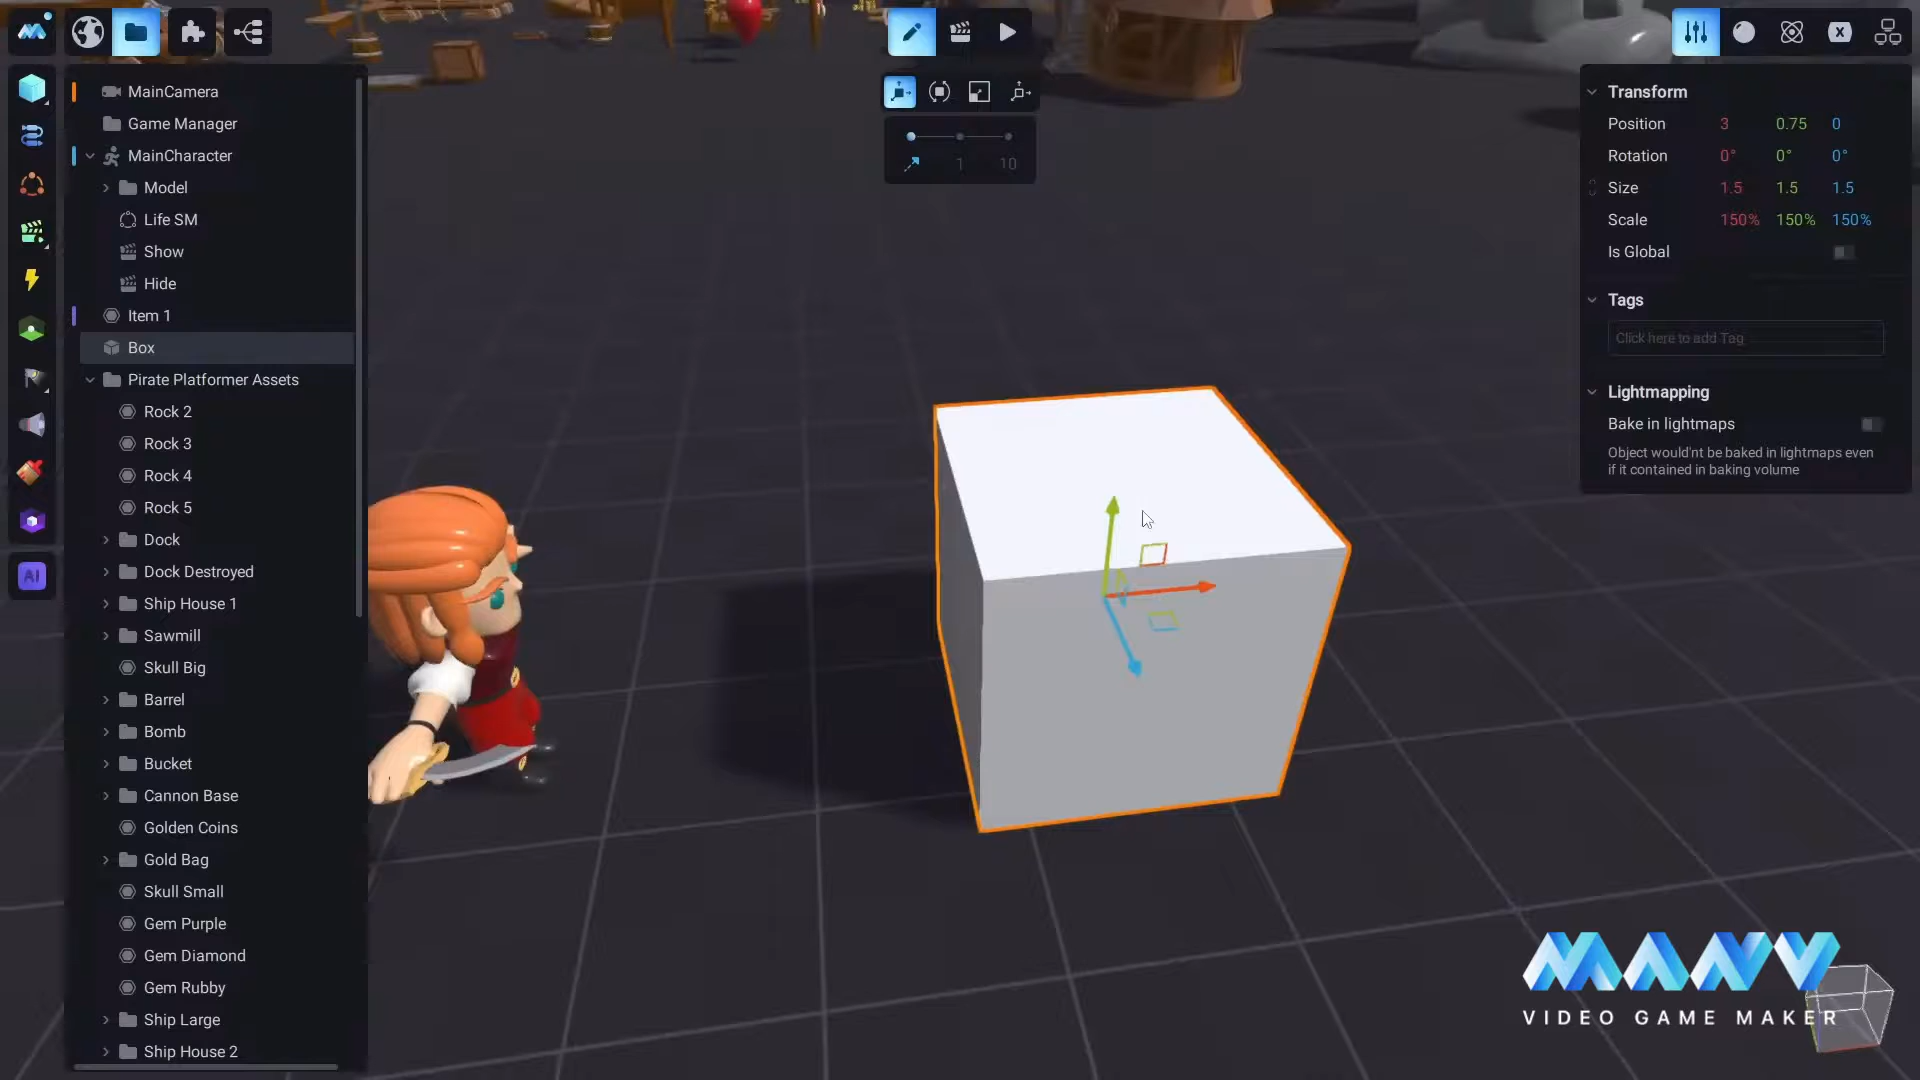 MainCamera
Game Manager
MainCharacter
Model
Life SM
Show
Hide
Item 1
Box
Pirate Platformer Assets
Rock 2
Rock 3
Rock 4
Rock 5
Dock
Dock Destroyed
Ship House 1
Sawmill
Skull Big
Barrel
Bomb
Bucket
Cannon Base
Golden Coins
Gold Bag
Skull Small
Gem Purple
Gem Diamond
Gem Rubby
Ship Large
Ship House 2
AI
1 10
Transform
Position 3 0.75 0
Rotation 0° 0° 0°
Size 1.5 1.5 1.5
Scale 150% 150% 150%
Is Global
Tags
Click here to add Tag
Lightmapping
Bake in lightmaps
Object would'nt be baked in lightmaps even
if it contained in baking volume
MANU
VIDEO GAME MAKER